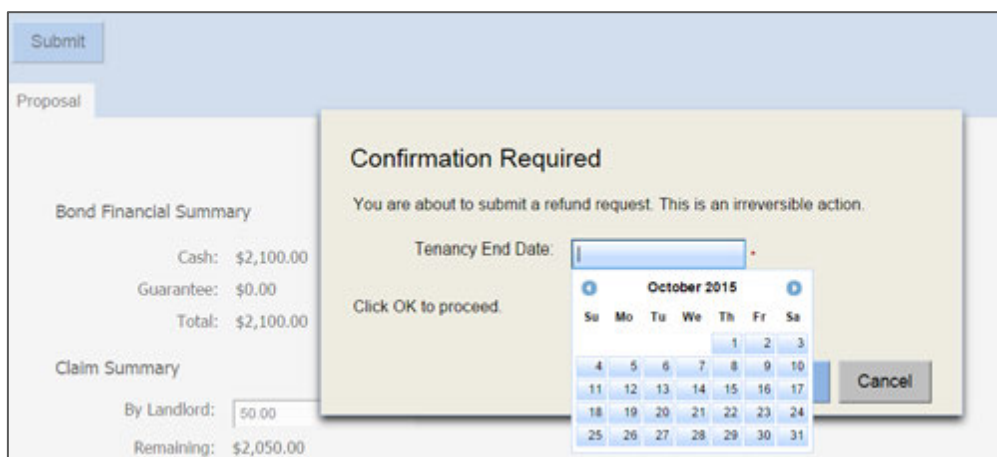 Submit
Proposal
Confirmation Required
You are about to submit a refund request. This is an irreversible action.
Tenancy End Date: *
Click OK to proceed.
October 2015
Su Mo Tu We Th Fr Sa
1 2 3
4 5 6 7 8 9 10
11 12 13 14 15 16 17
18 19 20 21 22 23 24
25 26 27 28 29 30 31
Cancel
Bond Financial Summary
Cash: $2,100.00
Guarantee: $0.00
Total: $2,100.00
Claim Summary
By Landlord: 50.00
Remaining: $2,050.00